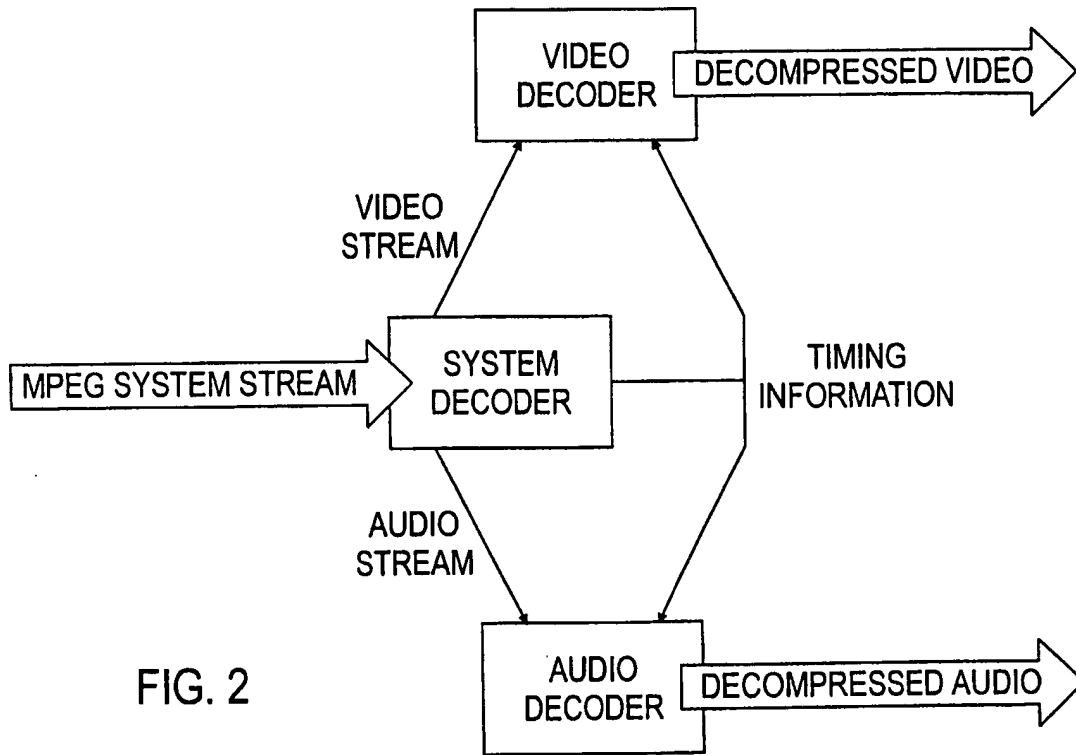 VIDEO
DECODER
DECOMPRESSED VIDEO
VIDEO
STREAM
MPEG SYSTEM STREAM
SYSTEM
DECODER
TIMING
INFORMATION
AUDIO
STREAM
AUDIO
DECODER
DECOMPRESSED AUDIO
FIG. 2